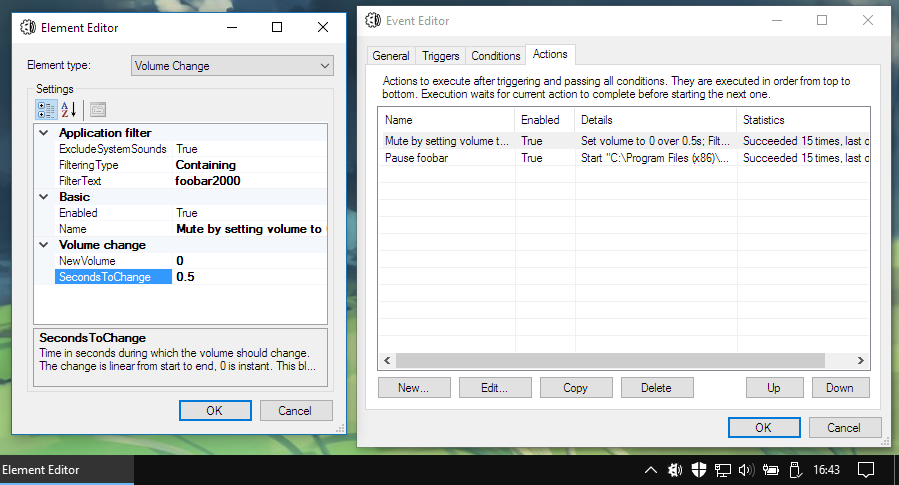 Element Editor
Element type:
Volume Change
Settings
Application filter
ExcludeSystemSounds True
FilteringType Containing
FilterText foobar2000
Basic
Enabled True
Name Mute by setting volume to
Volume change
NewVolume 0
SecondsToChange 0.5
SecondsToChange
Time in seconds during which the volume should change.
The change is linear from start to end, 0 is instant. This bl...
OK Cancel
Event Editor
General Triggers Conditions Actions
Actions to execute after triggering and passing all conditions. They are executed in order from top to
bottom. Execution waits for current action to complete before starting the next one.
Name Enabled Details Statistics
Mute by setting volume t... True Set volume to 0 over 0.5s; Filt... Succeeded 15 times, last c
Pause foobar True Start "C:\Program Files (x86)\... Succeeded 15 times, last c
New... Edit... Copy Delete Up Down
OK Cancel
Element Editor
16:43